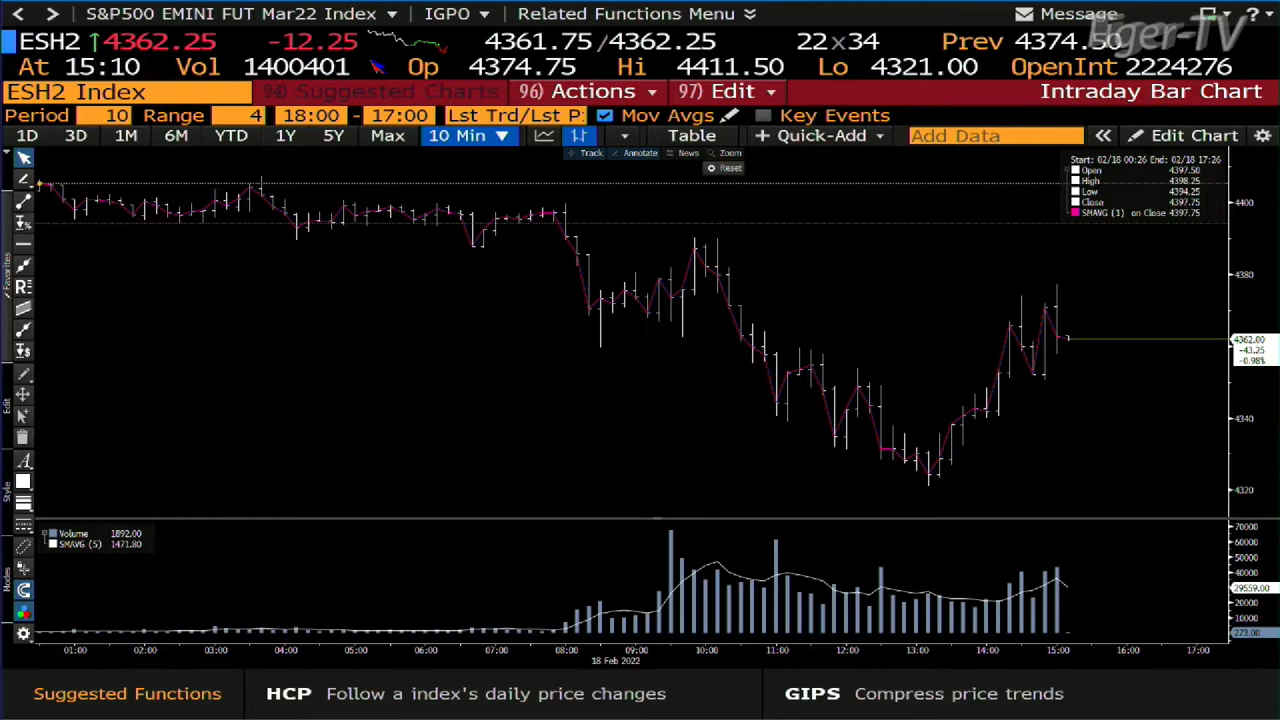 S&P500 EMINI FUT Mar22 Index IGPO Related Functions Menu Message ?
ESH2 ↑4362.25 -12.25 4361.75/4362.25 22x34 Prev 4374.50
Tiger-TV
At 15:10 Vol 1400401 Op 4374.75 Hi 4411.50 Lo 4321.00 OpenInt 2224276
ESH2 Index 94) Suggested Charts 96) Actions 97) Edit Intraday Bar Chart
Period 10 Range 4 18:00 - 17:00 Lst Trd/Lst P Mov Avgs Key Events
1D 3D 1M 6M YTD 1Y 5Y Max 10 Min ▼ Table + Quick-Add Add Data « Edit Chart
Track Annotate News Zoom
Reset
Start: 02/18 00:26 End: 02/18 17:26
Open 4397.50
High 4398.25
Low 4394.25
Close 4397.75
SMAVG (1) on Close 4397.75
4400
4380
4362.00
-43.25
-0.98%
4340
4320
Favorites
Edit
Style
Modes
Volume 1892.00
SMAVG (5) 1471.80
70000
60000
50000
40000
29559.00
20000
10000
273.00
01:00 02:00 03:00 04:00 05:00 06:00 07:00 08:00 09:00 10:00 11:00 12:00 13:00 14:00 15:00 16:00 17:00
18 Feb 2022
Suggested Functions HCP Follow a index's daily price changes GIPS Compress price trends